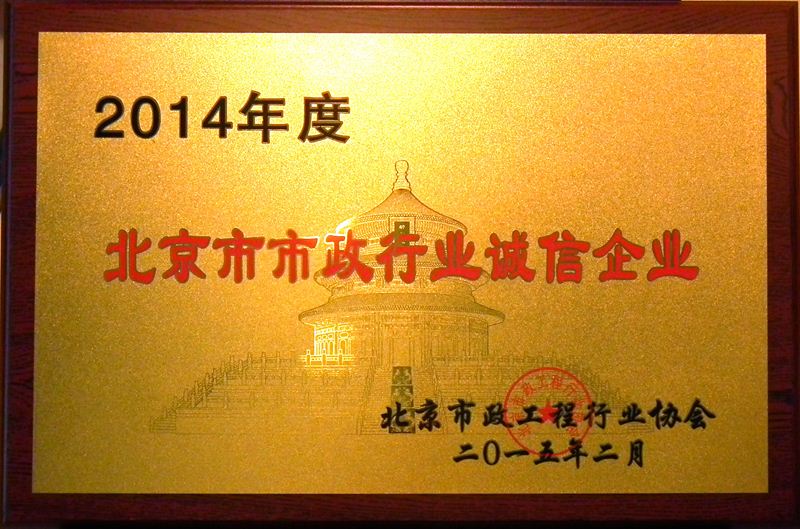 2014年度
北京市市政行业诚信企业
北京市政工程行业协会
二〇一五年二月